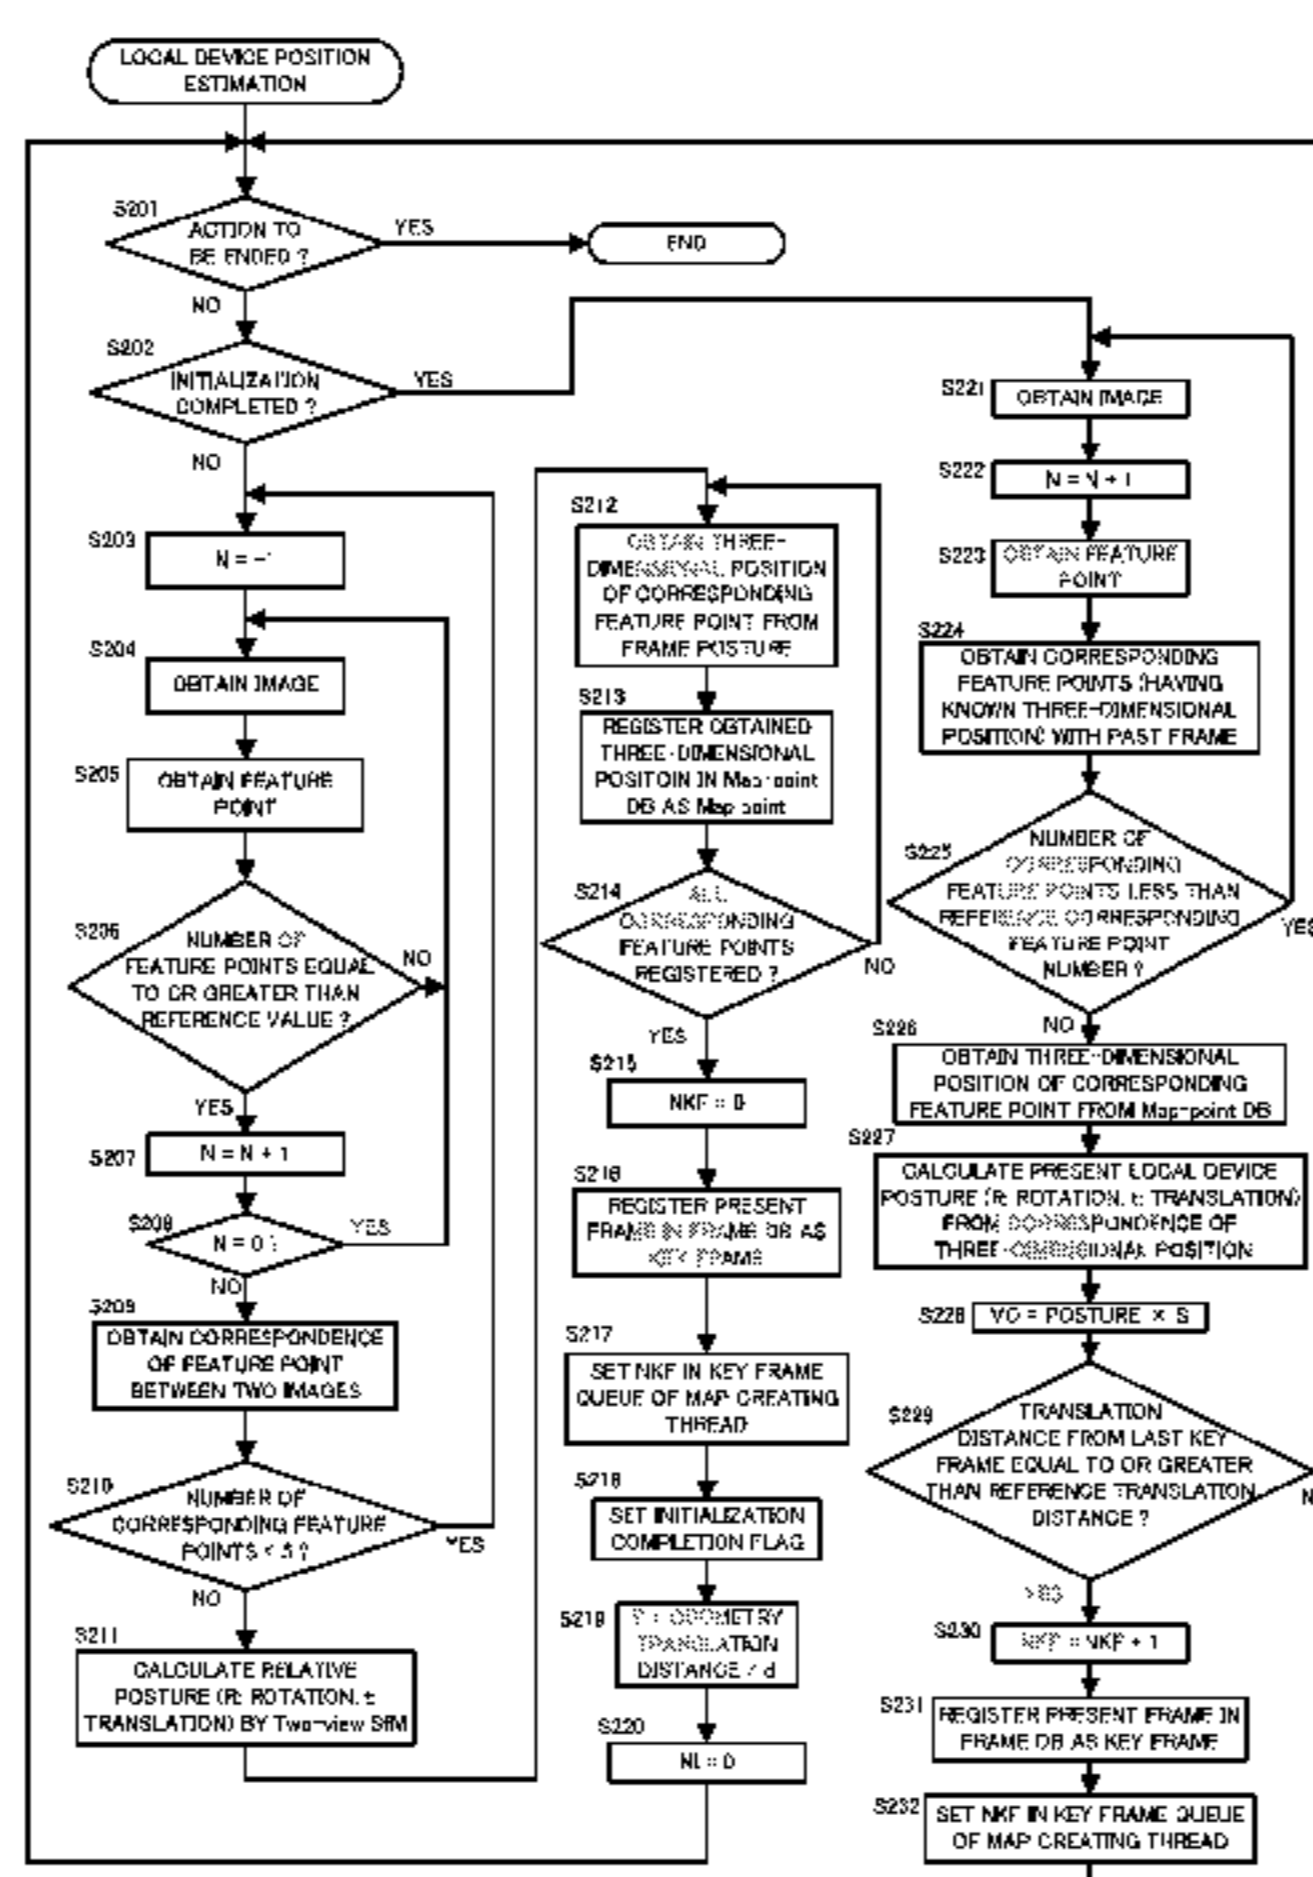 LOCAL DEVICE POSITION
ESTIMATION
S201
ACTION TO
BE ENDED ?
YES
END
NO
S202
INITIALIZATION
COMPLETED ?
YES
NO
S203
N = -1
S204
OBTAIN IMAGE
S205
OBTAIN FEATURE
POINT
S206
NUMBER OF
FEATURE POINTS EQUAL
TO OR GREATER THAN
REFERENCE VALUE ?
NO
YES
S207
N = N + 1
S208
N = 0 ?
YES
NO
S209
OBTAIN CORRESPONDENCE
OF FEATURE POINT
BETWEEN TWO IMAGES
S210
NUMBER OF
CORRESPONDING FEATURE
POINTS <
YES
NO
S211
CALCULATE RELATIVE
POSTURE (R: ROTATION, t:
TRANSLATION) BY Two-view SfM
S212
OBTAIN THREE-
DIMENSIONAL POSITION
OF CORRESPONDING
FEATURE POINT FROM
FRAME POSTURE
S213
REGISTER OBTAINED
THREE-DIMENSIONAL
POSITOIN IN Map-point
DB AS Map-point
S214
ALL
CORRESPONDING
FEATURE POINTS
REGISTERED ?
NO
YES
S215
NKF = 0
S216
REGISTER PRESENT
FRAME IN FRAME DB AS
KEY FRAME
S217
SET NKF IN KEY FRAME
QUEUE OF MAP CREATING
THREAD
S218
SET INITIALIZATION
COMPLETION FLAG
S219
= ODOMETRY
TRANSLATION
DISTANCE / d
S220
NL = 0
S221
OBTAIN IMAGE
S222
N = N + 1
S223
OBTAIN FEATURE
POINT
S224
OBTAIN CORRESPONDING
FEATURE POINTS (HAVING
KNOWN THREE-DIMENSIONAL
POSITION) WITH PAST FRAME
S225
NUMBER OF
CORRESPONDING
FEATURE POINTS LESS THAN
REFERENCE CORRESPONDING
FEATURE POINT
NUMBER ?
YES
NO
S226
OBTAIN THREE-DIMENSIONAL
POSITION OF CORRESPONDING
FEATURE POINT FROM Map-point DB
S227
CALCULATE PRESENT LOCAL DEVICE
POSTURE (R: ROTATION, t: TRANSLATION)
FROM CORRESPONDENCE OF
THREE-DIMENSIONAL POSITION
S228
VO = POSTURE × S
S229
TRANSLATION
DISTANCE FROM LAST KEY
FRAME EQUAL TO OR GREATER
THAN REFERENCE TRANSLATION
DISTANCE ?
N
YES
S230
NKF = NKF + 1
S231
REGISTER PRESENT FRAME IN
FRAME DB AS KEY FRAME
S232
SET NKF IN KEY FRAME QUEUE
OF MAP CREATING THREAD